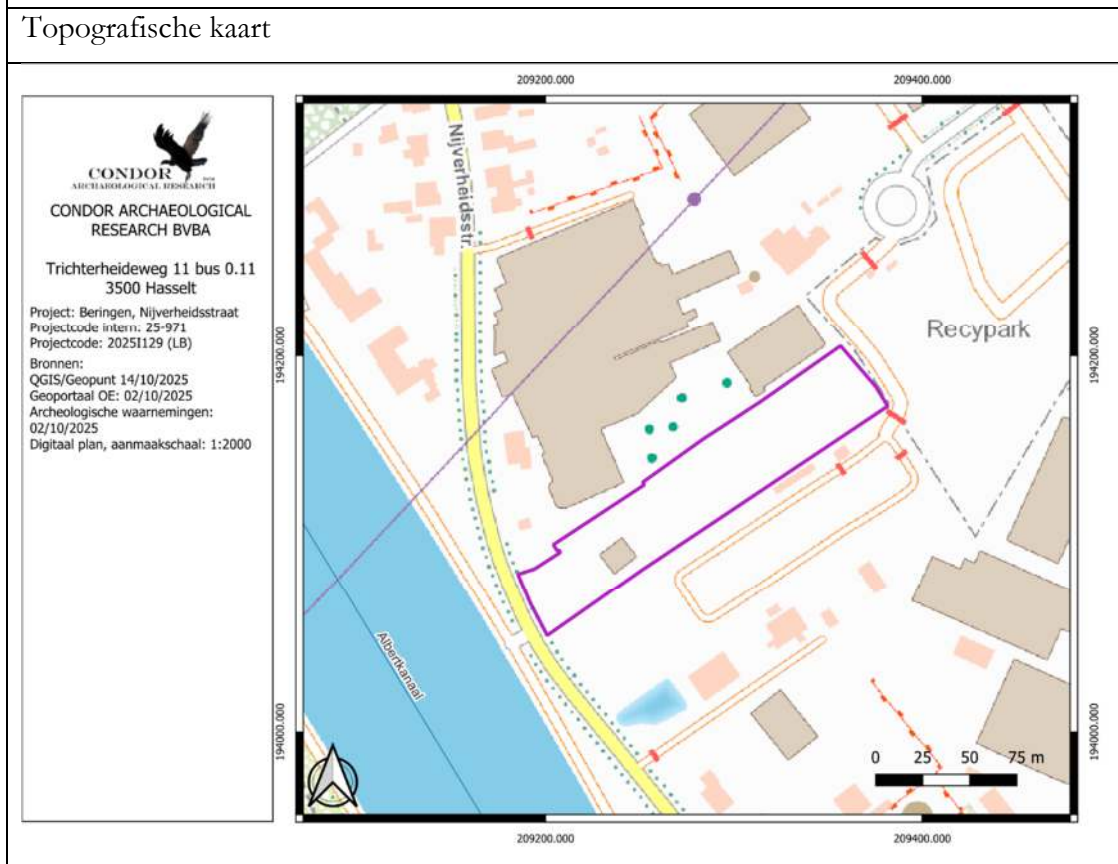 Topografische kaart
CONDOR
ARCHAEOLOGICAL RESEARCH
CONDOR ARCHAEOLOGICAL
RESEARCH BVBA
Trichterheideweg 11 bus 0.11
3500 Hasselt
Project: Beringen, Nijverheidsstraat
Projectcode intern: 25-971
Projectcode: 2025I129 (LB)
Bronnen:
QGIS/Geopunt 14/10/2025
Geoportaal OE: 02/10/2025
Archeologische waarnemingen:
02/10/2025
Digitaal plan, aanmaakschaal: 1:2000
209200.000
209400.000
194200.000
194000.000
Nijverheidsstr.
Recypark
Albertkanaal
0 25 50 75 m
194200.000
194000.000
209200.000
209400.000